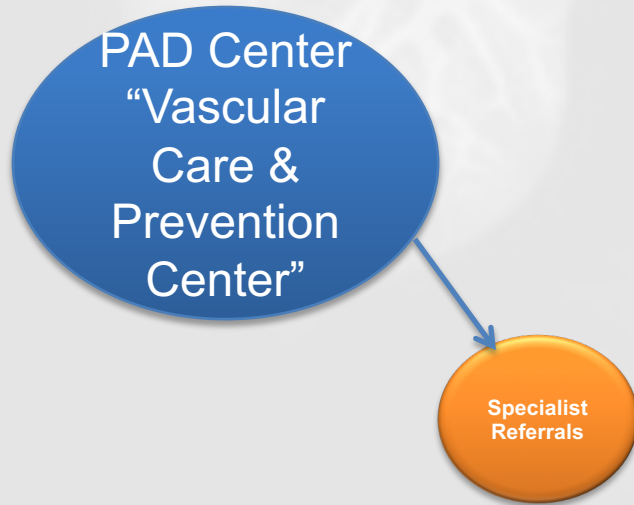 PAD Center
“Vascular
Care &
Prevention
Center”
Specialist
Referrals